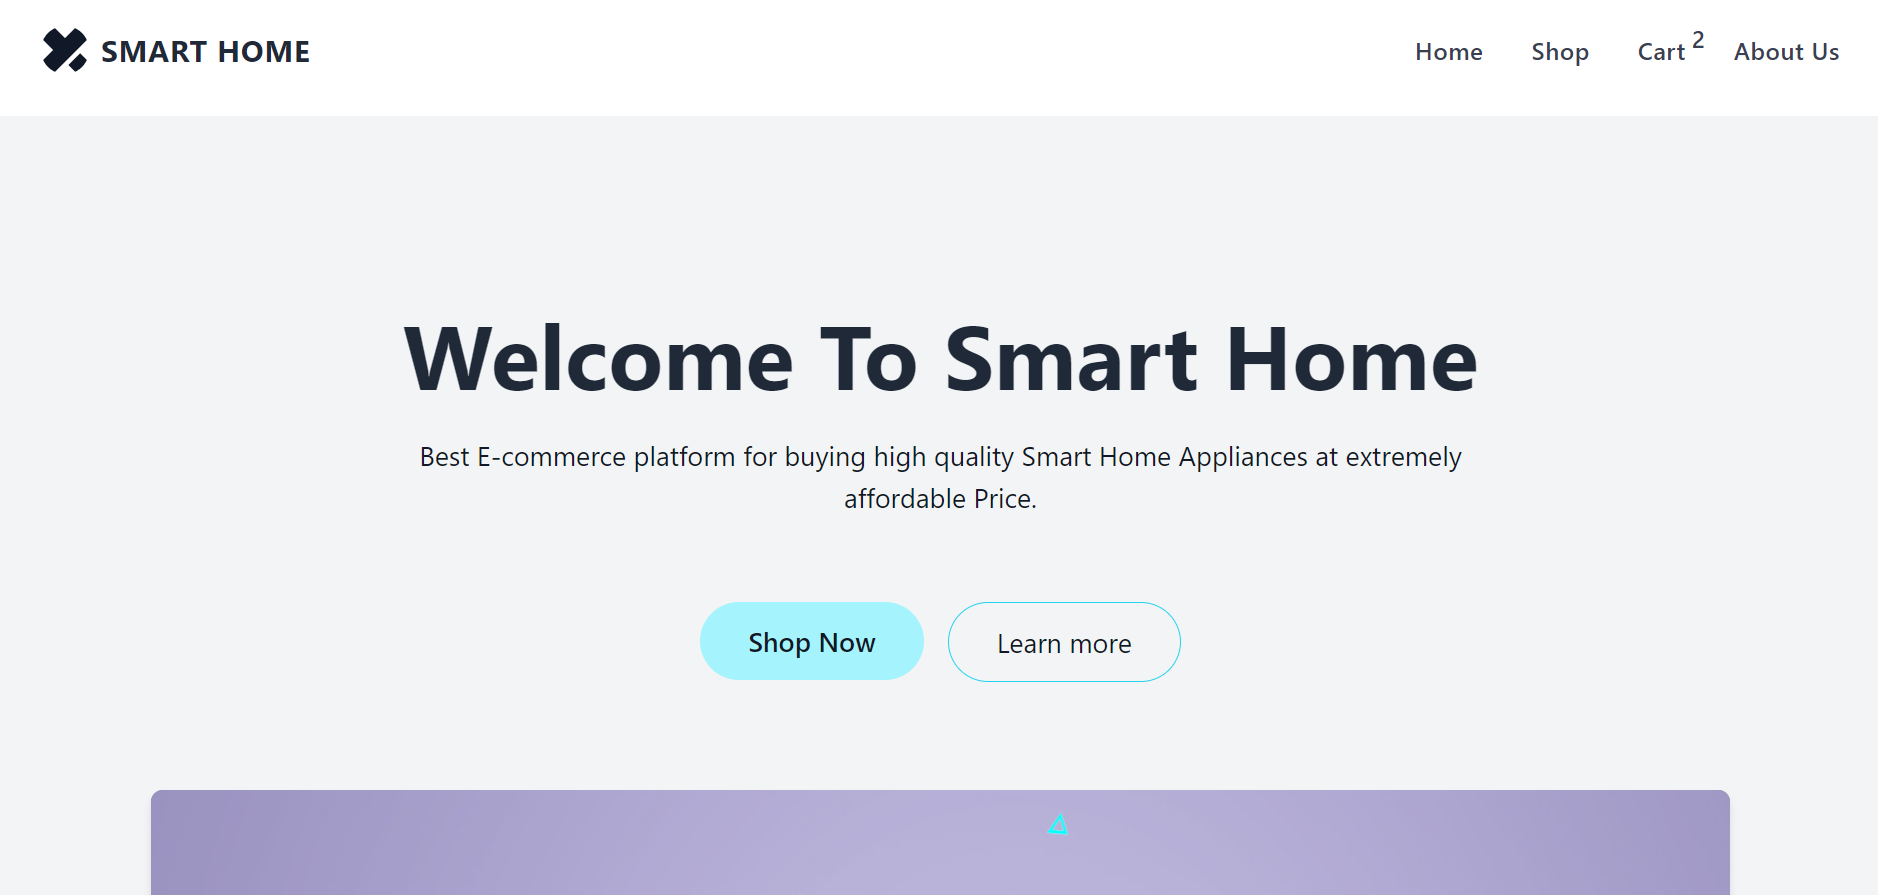 SMART HOME
Home Shop Cart 2 About Us
Welcome To Smart Home
Best E-commerce platform for buying high quality Smart Home Appliances at extremely
affordable Price.
Shop Now Learn more